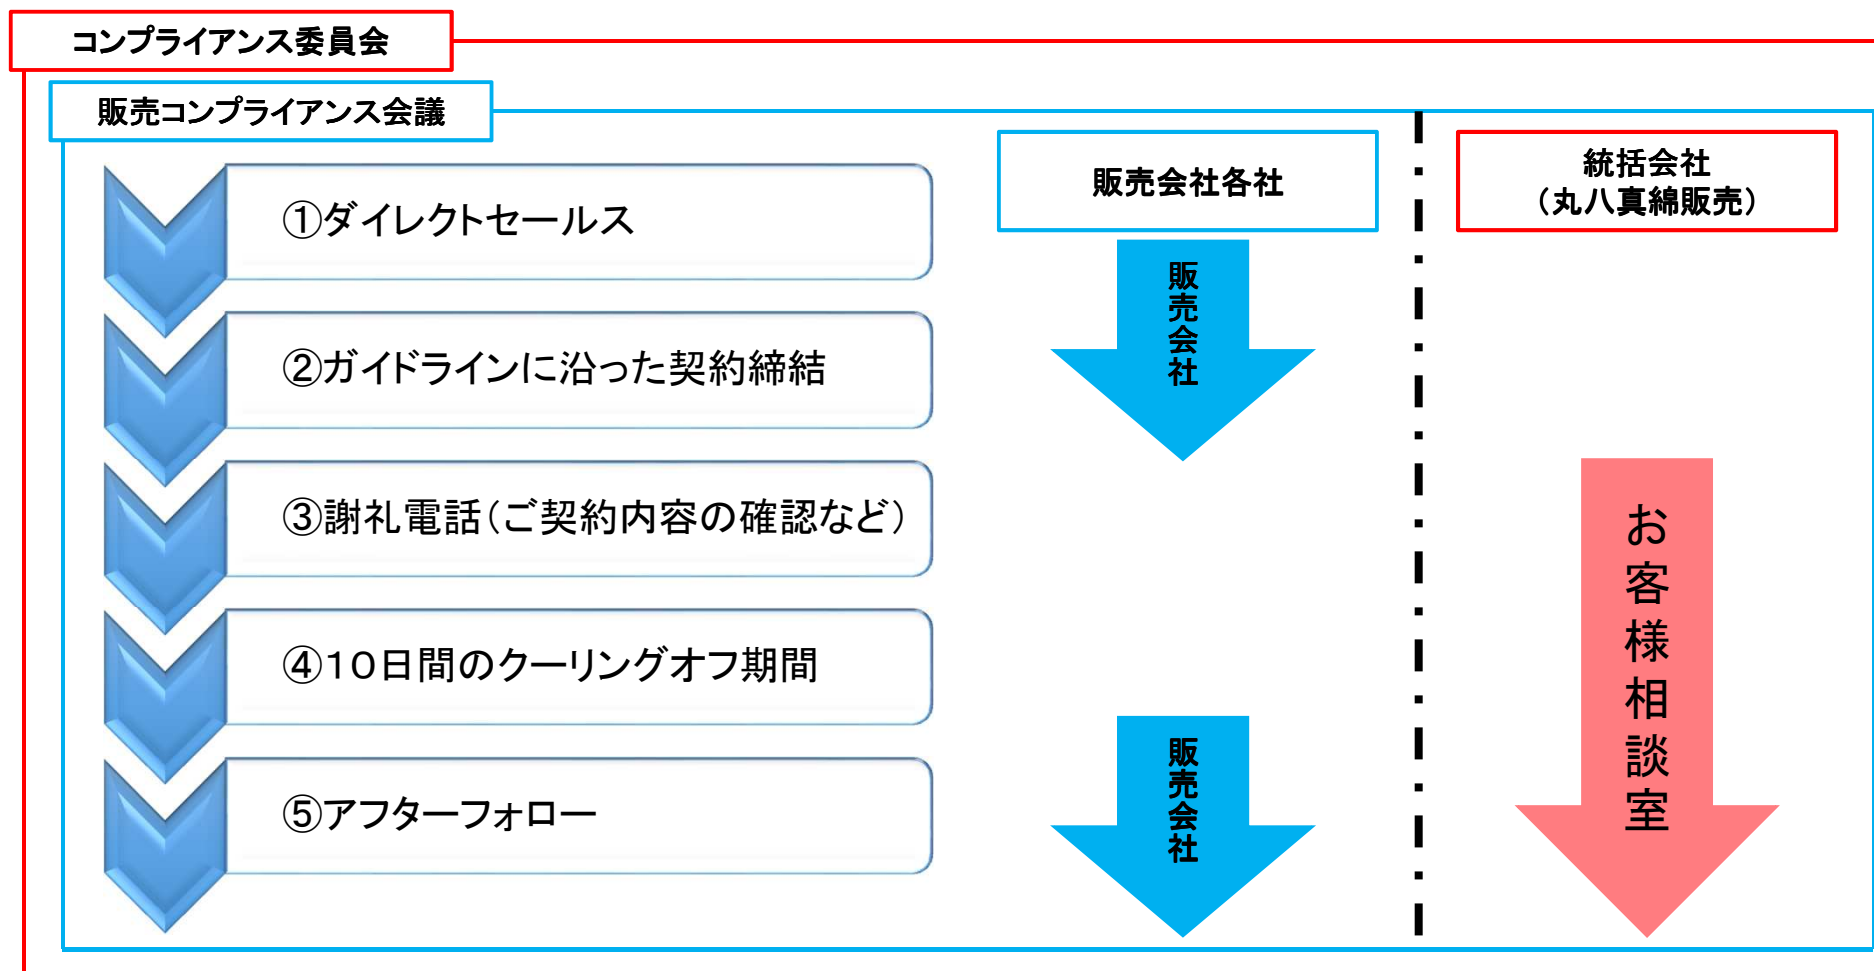 コンプライアンス委員会
販売コンプライアンス会議
①ダイレクトセールス
②ガイドラインに沿った契約締結
③謝礼電話（ご契約内容の確認など）
④１０日間のクーリングオフ期間
⑤アフターフォロー
販売会社各社
販売会社
販売会社
統括会社
（丸八真綿販売）
お客様相談室